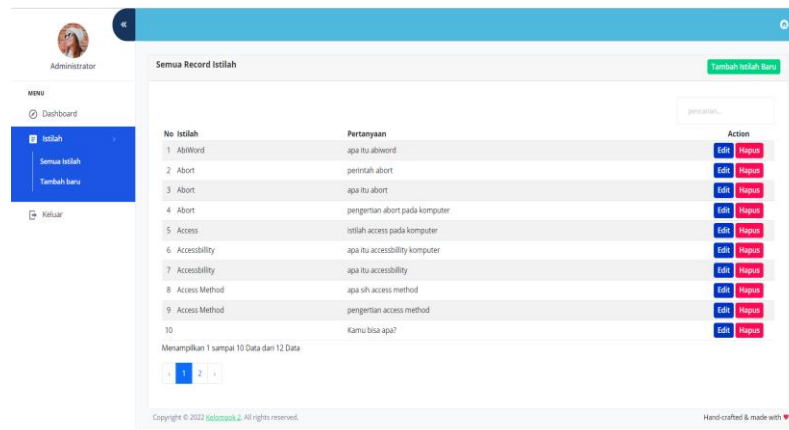 «
Administrator
MENU
Dashboard
Istilah
Semua Istilah
Tambah baru
Keluar
Semua Record Istilah
Tambah Istilah Baru
pencarian...
No Istilah Pertanyaan Action
1 AbiWord apa itu abiword Edit Hapus
2 Abort perintah abort Edit Hapus
3 Abort apa itu abort Edit Hapus
4 Abort pengertian abort pada komputer Edit Hapus
5 Access istilah access pada komputer Edit Hapus
6 Accessbillity apa itu accessbillity komputer Edit Hapus
7 Accessbillity apa itu accessbillity Edit Hapus
8 Access Method apa sih access method Edit Hapus
9 Access Method pengertian access method Edit Hapus
10 Kamu bisa apa? Edit Hapus
Menampilkan 1 sampai 10 Data dari 12 Data
‹ 1 2 ›
Copyright © 2022 Kelompok 2. All rights reserved. Hand-crafted & made with ♥